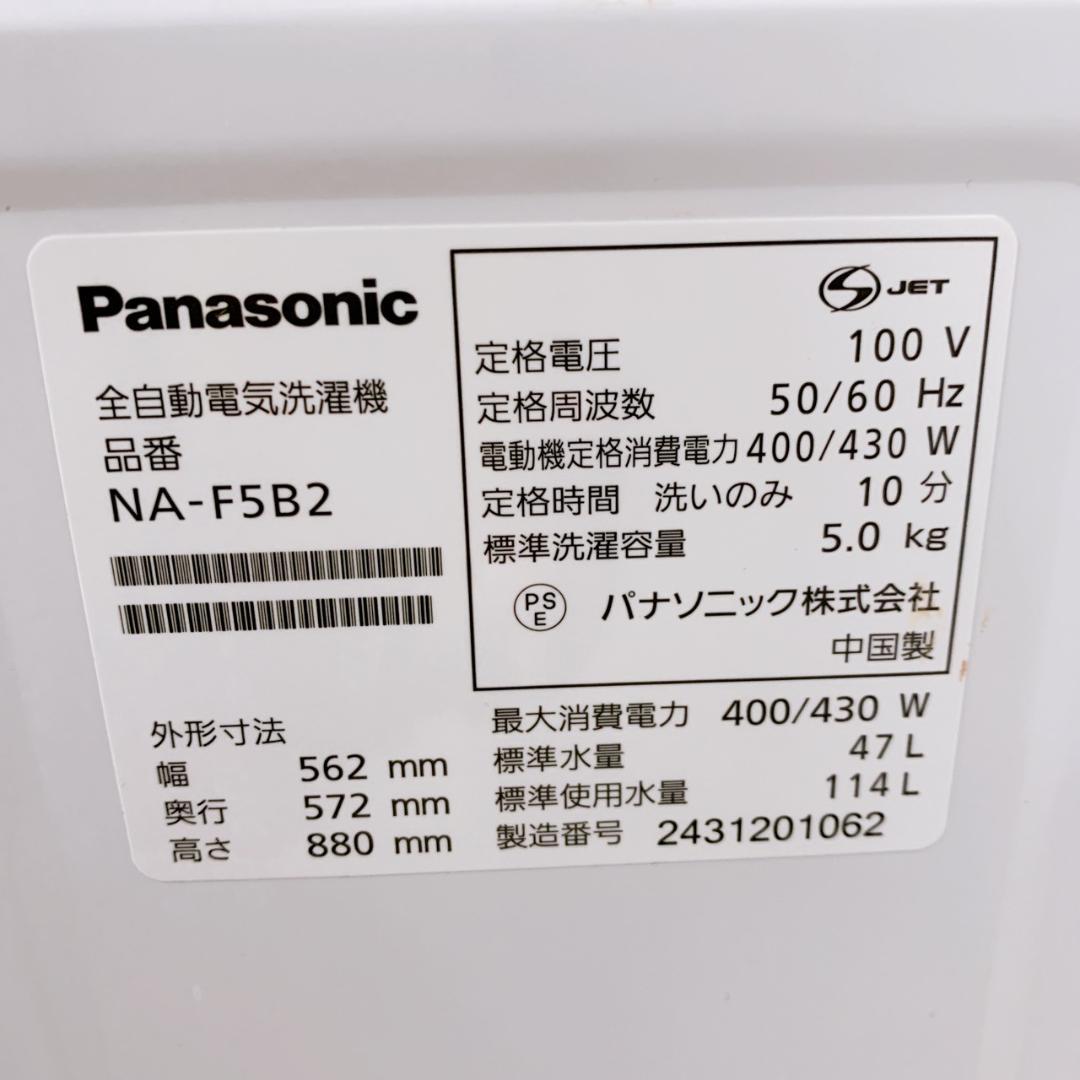 Panasonic
全自動電気洗濯機
品番
NA-F5B2
外形寸法
幅 562 mm
奥行 572 mm
高さ 880 mm
S JET
定格電圧 100 V
定格周波数 50/60 Hz
電動機定格消費電力 400/430 W
定格時間 洗いのみ 10 分
標準洗濯容量 5.0 kg
PSE パナソニック株式会社
中国製
最大消費電力 400/430 W
標準水量 47 L
標準使用水量 114 L
製造番号 2431201062